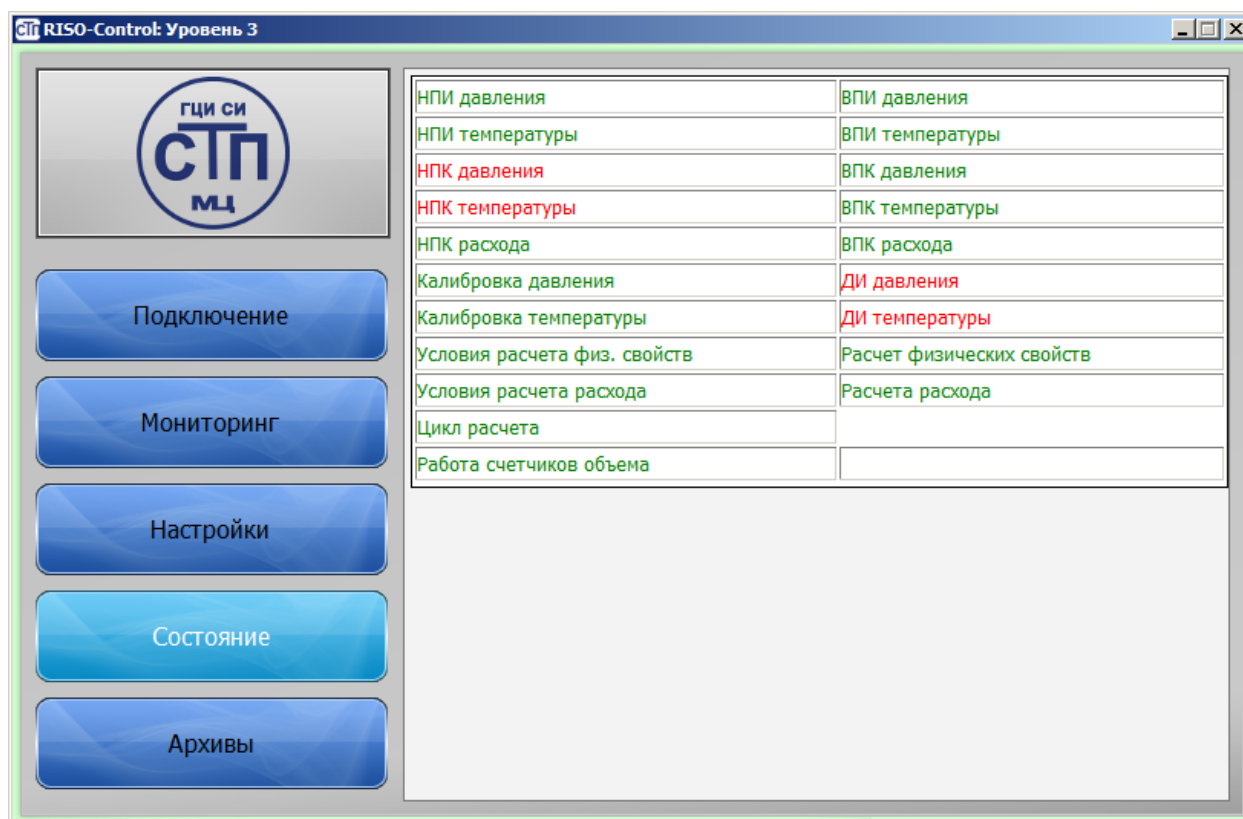 СТП RISO-Control: Уровень 3
ГЦИ СИ
СТП
МЦ
НПИ давления ВПИ давления
НПИ температуры ВПИ температуры
НПК давления ВПК давления
НПК температуры ВПК температуры
НПК расхода ВПК расхода
Калибровка давления ДИ давления
Калибровка температуры ДИ температуры
Условия расчета физ. свойств Расчет физических свойств
Условия расчета расхода Расчета расхода
Цикл расчета
Работа счетчиков объема
Подключение
Мониторинг
Настройки
Состояние
Архивы